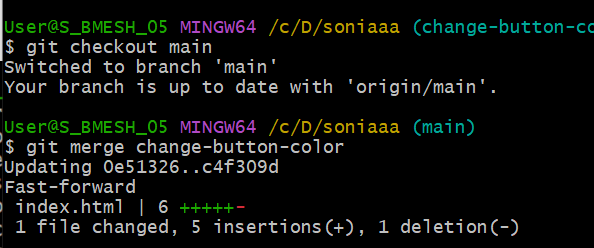 User@S_BMESH_05 MINGW64 /c/D/soniaaa (change-button-co
$ git checkout main
Switched to branch 'main'
Your branch is up to date with 'origin/main'.
User@S_BMESH_05 MINGW64 /c/D/soniaaa (main)
$ git merge change-button-color
Updating 0e51326..c4f309d
Fast-forward
 index.html | 6 +++++-
 1 file changed, 5 insertions(+), 1 deletion(-)